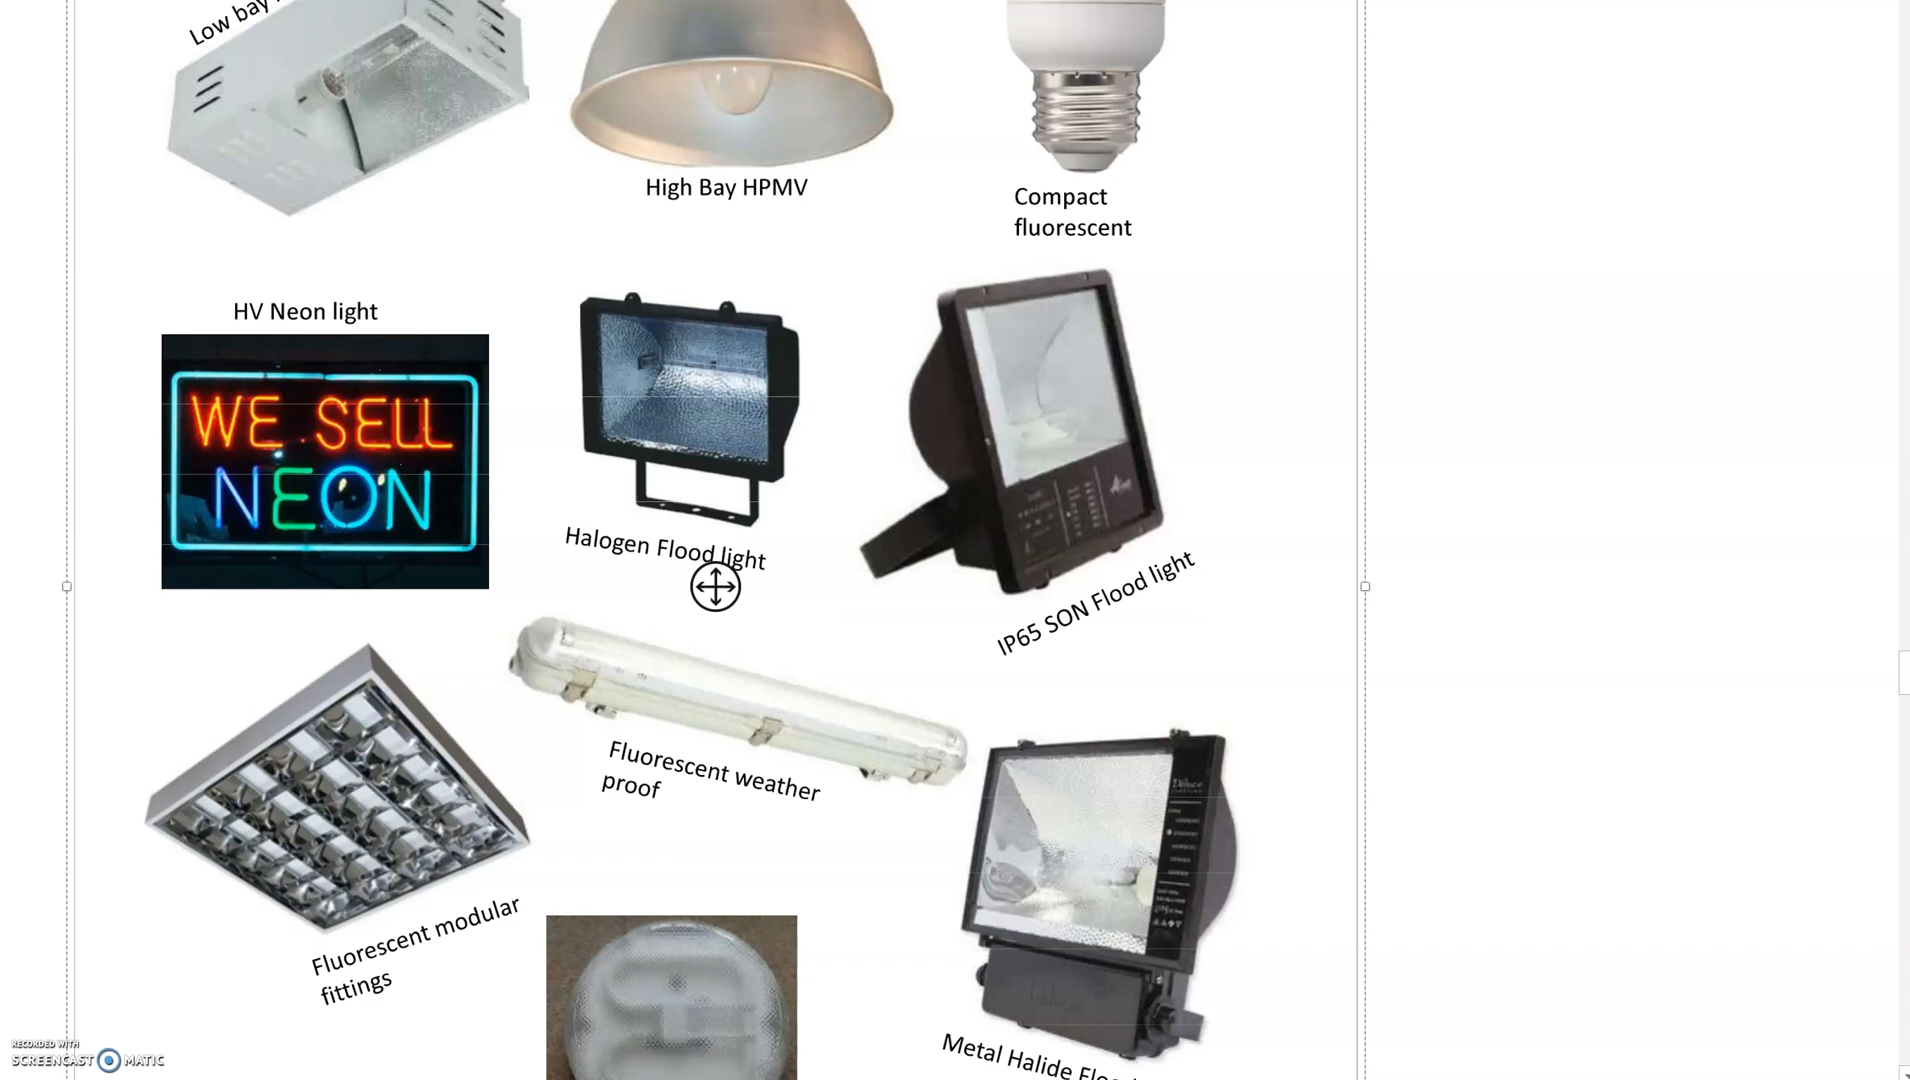 Low bay
High Bay HPMV
Compact
fluorescent
HV Neon light
WE SELL
NEON
Halogen Flood light
IP65 SON Flood light
Fluorescent weather
proof
Fluorescent modular
fittings
Metal Halide
RECORDED WITH
SCREENCAST MATIC